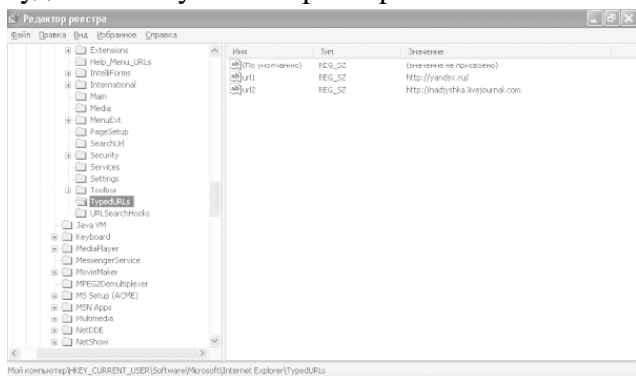 Редактор реестра
Файл Правка Вид Избранное Справка
Extensions
Help_Menu_URLs
IntelliForms
International
Main
Media
MenuExt
PageSetup
SearchUrl
Security
Services
Settings
Toolbar
TypedURLs
URLSearchHooks
Java VM
Keyboard
MediaPlayer
MessengerService
MovieMaker
MPEG2Demultiplexer
MS Setup (ACME)
MSN Apps
Multimedia
NetDDE
NetShow
Имя Тип Значение
(По умолчанию) REG_SZ (значение не присвоено)
url1 REG_SZ http://yandex.ru/
url2 REG_SZ http://nadjyshka.livejournal.com
Мой компьютер\HKEY_CURRENT_USER\Software\Microsoft\Internet Explorer\TypedURLs